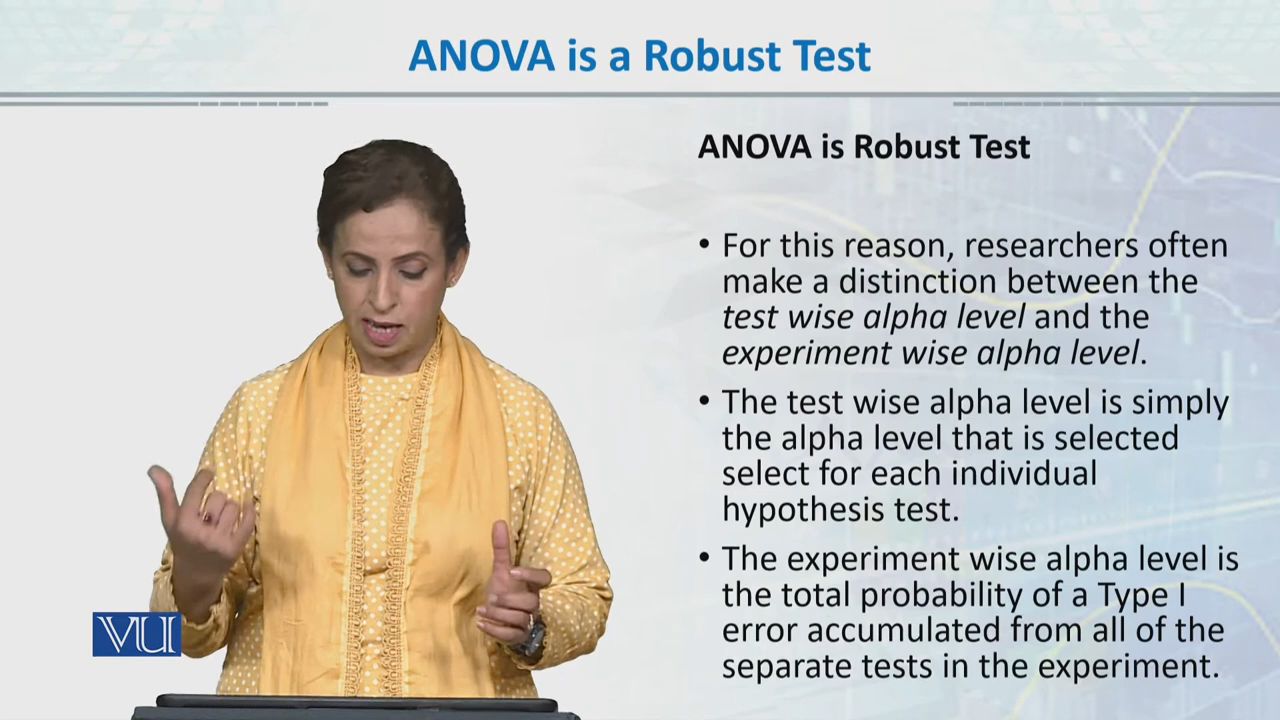 ANOVA is a Robust Test
ANOVA is Robust Test
• For this reason, researchers often
make a distinction between the
test wise alpha level and the
experiment wise alpha level.
• The test wise alpha level is simply
the alpha level that is selected
select for each individual
hypothesis test.
• The experiment wise alpha level is
the total probability of a Type I
error accumulated from all of the
separate tests in the experiment.
VU